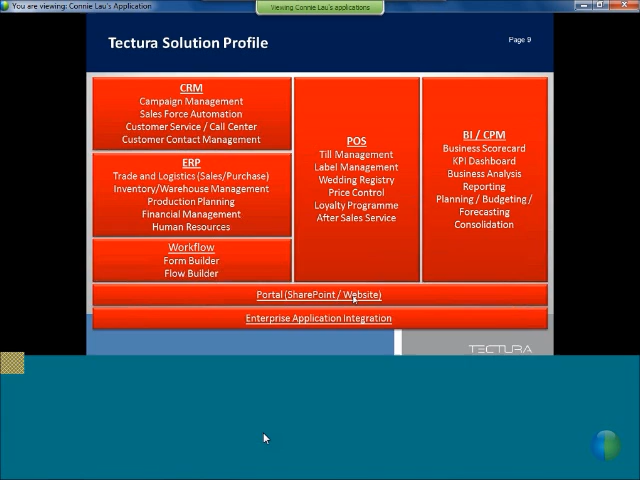 You are viewing: Connie Lau's Application
Viewing Connie Lau's applications
Tectura Solution Profile
Page 9
CRM
Campaign Management
Sales Force Automation
Customer Service / Call Center
Customer Contact Management
ERP
Trade and Logistics (Sales/Purchase)
Inventory/Warehouse Management
Production Planning
Financial Management
Human Resources
Workflow
Form Builder
Flow Builder
POS
Till Management
Label Management
Wedding Registry
Price Control
Loyalty Programme
After Sales Service
BI / CPM
Business Scorecard
KPI Dashboard
Business Analysis
Reporting
Planning / Budgeting /
Forecasting
Consolidation
Portal (SharePoint / Website)
Enterprise Application Integration
TECTURA